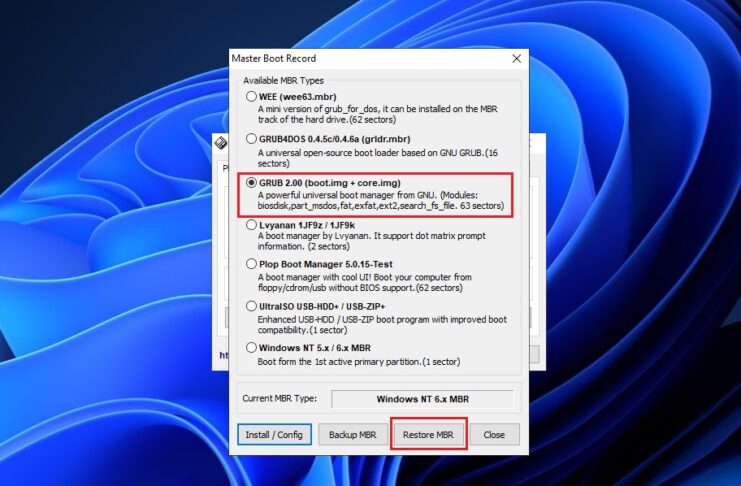 Master Boot Record
Available MBR Types
WEE (wee63.mbr)
A mini version of grub_for_dos, it can be installed on the MBR
track of the hard drive.(62 sectors)
GRUB4DOS 0.4.5c/0.4.6a (grldr.mbr)
A universal open-source boot loader based on GNU GRUB.(16
sectors)
GRUB 2.00 (boot.img + core.img)
A powerful universal boot manager from GNU. (Modules:
biosdisk,part_msdos,fat,exfat,ext2,search_fs_file. 63 sectors)
Lvyanan 1JF9z / 1JF9k
A boot manager by Lvyanan. It support dot matrix prompt
information. (2 sectors)
Plop Boot Manager 5.0.15-Test
A boot manager with cool UI! Boot your computer from
floppy/cdrom/usb without BIOS support.(62 sectors)
UltraISO USB-HDD+ / USB-ZIP+
Enhanced USB-HDD / USB-ZIP boot program with improved boot
compatibility.(1 sector)
Windows NT 5.x / 6.x MBR
Boot form the 1st active primary partition.(1 sector)
Current MBR Type:
Windows NT 6.x MBR
Install / Config
Backup MBR
Restore MBR
Close